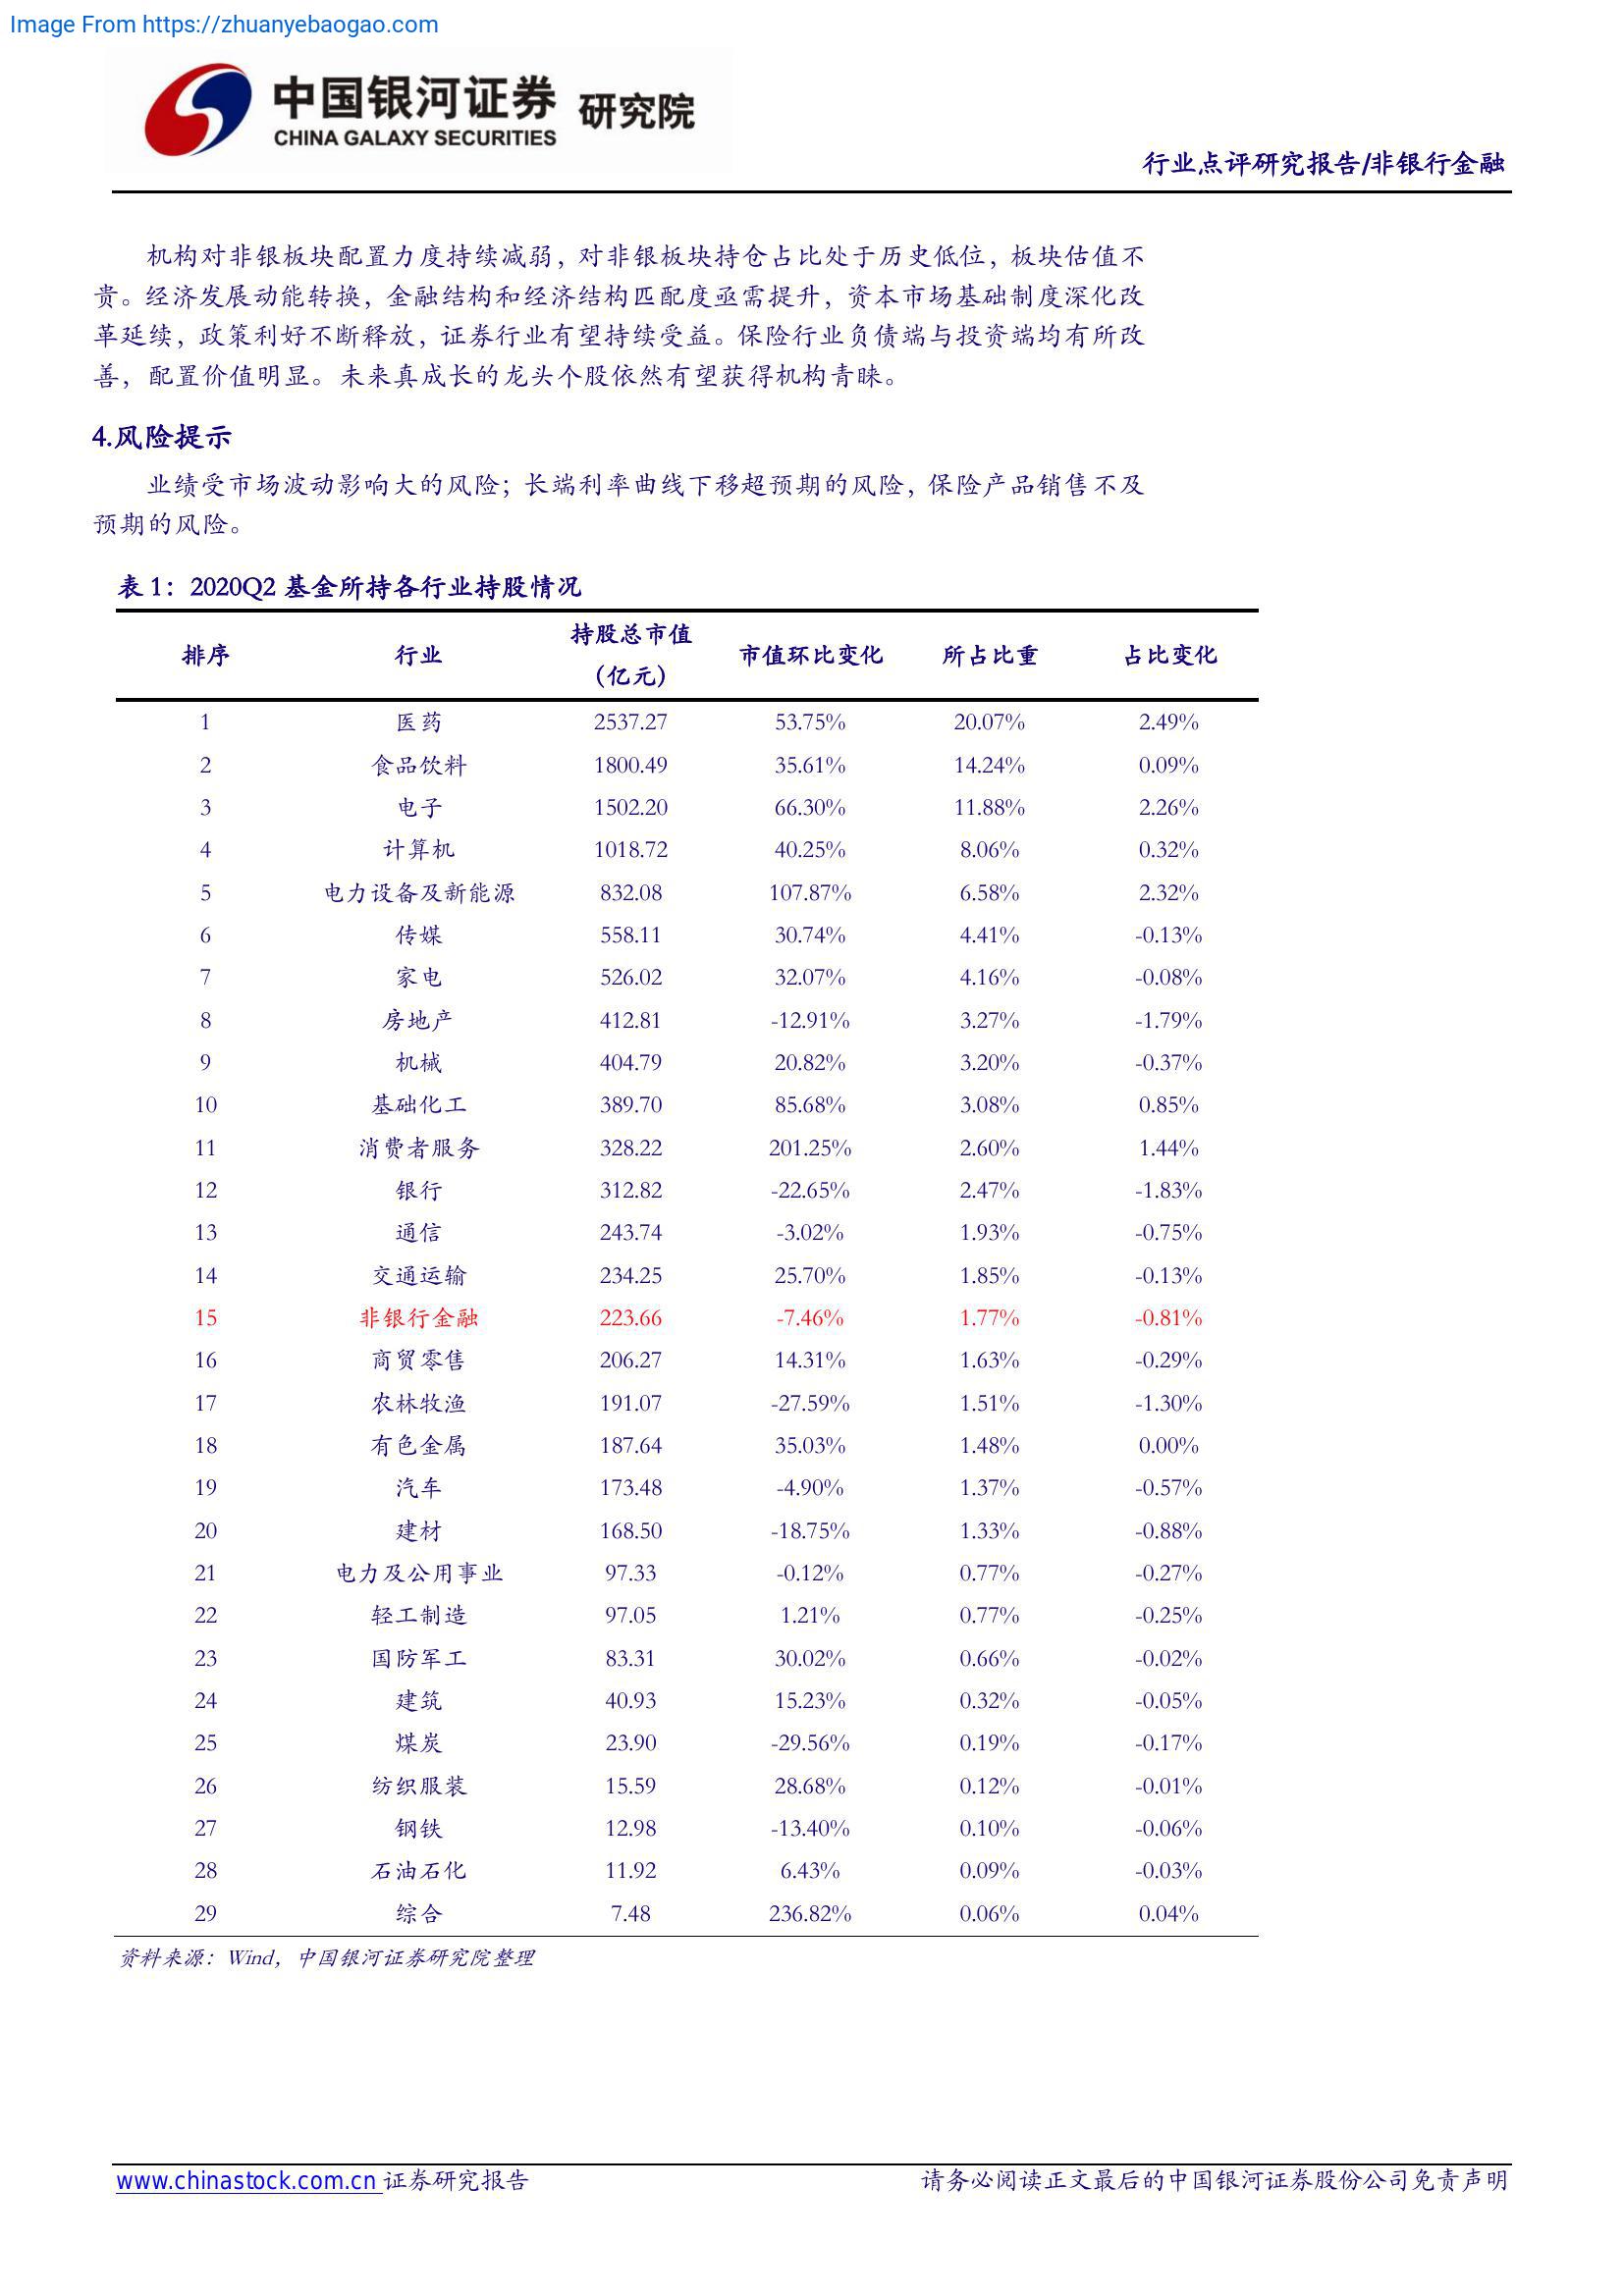 Image From https://zhuanyebaogao.com
中国银河证券 研究院
CHINA GALAXY SECURITIES
行业点评研究报告/非银行金融
机构对非银板块配置力度持续减弱，对非银板块持仓占比处于历史低位，板块估值不
贵。经济发展动能转换，金融结构和经济结构匹配度亟需提升，资本市场基础制度深化改
革延续，政策利好不断释放，证券行业有望持续受益。保险行业负债端与投资端均有所改
善，配置价值明显。未来真成长的龙头个股依然有望获得机构青睐。
4.风险提示
业绩受市场波动影响大的风险；长端利率曲线下移超预期的风险，保险产品销售不及
预期的风险。
表 1：2020Q2 基金所持各行业持股情况
排序 行业 持股总市值（亿元） 市值环比变化 所占比重 占比变化
1 医药 2537.27 53.75% 20.07% 2.49%
2 食品饮料 1800.49 35.61% 14.24% 0.09%
3 电子 1502.20 66.30% 11.88% 2.26%
4 计算机 1018.72 40.25% 8.06% 0.32%
5 电力设备及新能源 832.08 107.87% 6.58% 2.32%
6 传媒 558.11 30.74% 4.41% -0.13%
7 家电 526.02 32.07% 4.16% -0.08%
8 房地产 412.81 -12.91% 3.27% -1.79%
9 机械 404.79 20.82% 3.20% -0.37%
10 基础化工 389.70 85.68% 3.08% 0.85%
11 消费者服务 328.22 201.25% 2.60% 1.44%
12 银行 312.82 -22.65% 2.47% -1.83%
13 通信 243.74 -3.02% 1.93% -0.75%
14 交通运输 234.25 25.70% 1.85% -0.13%
15 非银行金融 223.66 -7.46% 1.77% -0.81%
16 商贸零售 206.27 14.31% 1.63% -0.29%
17 农林牧渔 191.07 -27.59% 1.51% -1.30%
18 有色金属 187.64 35.03% 1.48% 0.00%
19 汽车 173.48 -4.90% 1.37% -0.57%
20 建材 168.50 -18.75% 1.33% -0.88%
21 电力及公用事业 97.33 -0.12% 0.77% -0.27%
22 轻工制造 97.05 1.21% 0.77% -0.25%
23 国防军工 83.31 30.02% 0.66% -0.02%
24 建筑 40.93 15.23% 0.32% -0.05%
25 煤炭 23.90 -29.56% 0.19% -0.17%
26 纺织服装 15.59 28.68% 0.12% -0.01%
27 钢铁 12.98 -13.40% 0.10% -0.06%
28 石油石化 11.92 6.43% 0.09% -0.03%
29 综合 7.48 236.82% 0.06% 0.04%
资料来源：Wind，中国银河证券研究院整理
www.chinastock.com.cn 证券研究报告 请务必阅读正文最后的中国银河证券股份公司免责声明